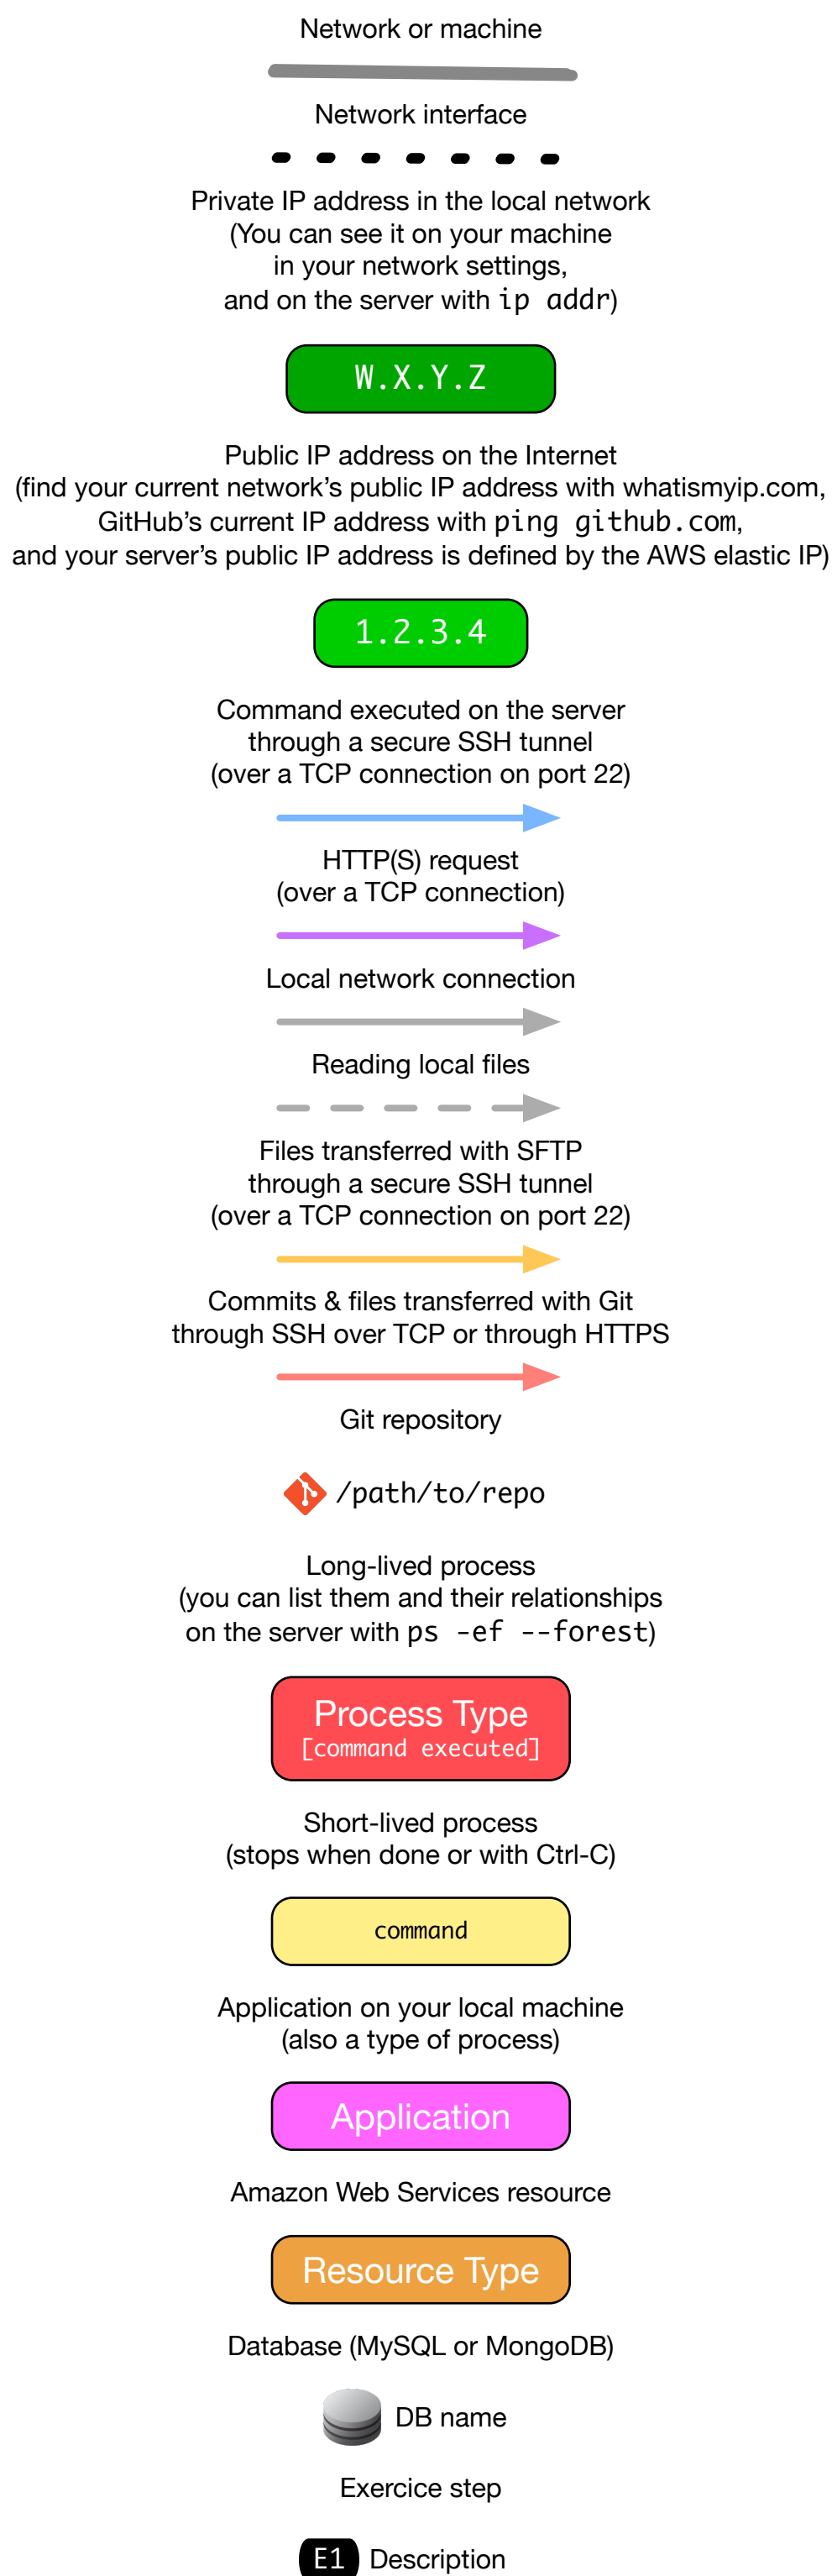 Network or machine
Network interface
Private IP address in the local network
(You can see it on your machine
in your network settings,
and on the server with ip addr)
W.X.Y.Z
Public IP address on the Internet
(find your current network’s public IP address with whatismyip.com,
GitHub’s current IP address with ping github.com,
and your server’s public IP address is defined by the AWS elastic IP)
1.2.3.4
Command executed on the server
through a secure SSH tunnel
(over a TCP connection on port 22)
HTTP(S) request
(over a TCP connection)
Local network connection
Reading local files
Files transferred with SFTP
through a secure SSH tunnel
(over a TCP connection on port 22)
Commits & files transferred with Git
through SSH over TCP or through HTTPS
Git repository
/path/to/repo
Long-lived process
(you can list them and their relationships
on the server with ps -ef --forest)
Process Type
[command executed]
Short-lived process
(stops when done or with Ctrl-C)
command
Application on your local machine
(also a type of process)
Application
Amazon Web Services resource
Resource Type
Database (MySQL or MongoDB)
DB name
Exercice step
E1 Description